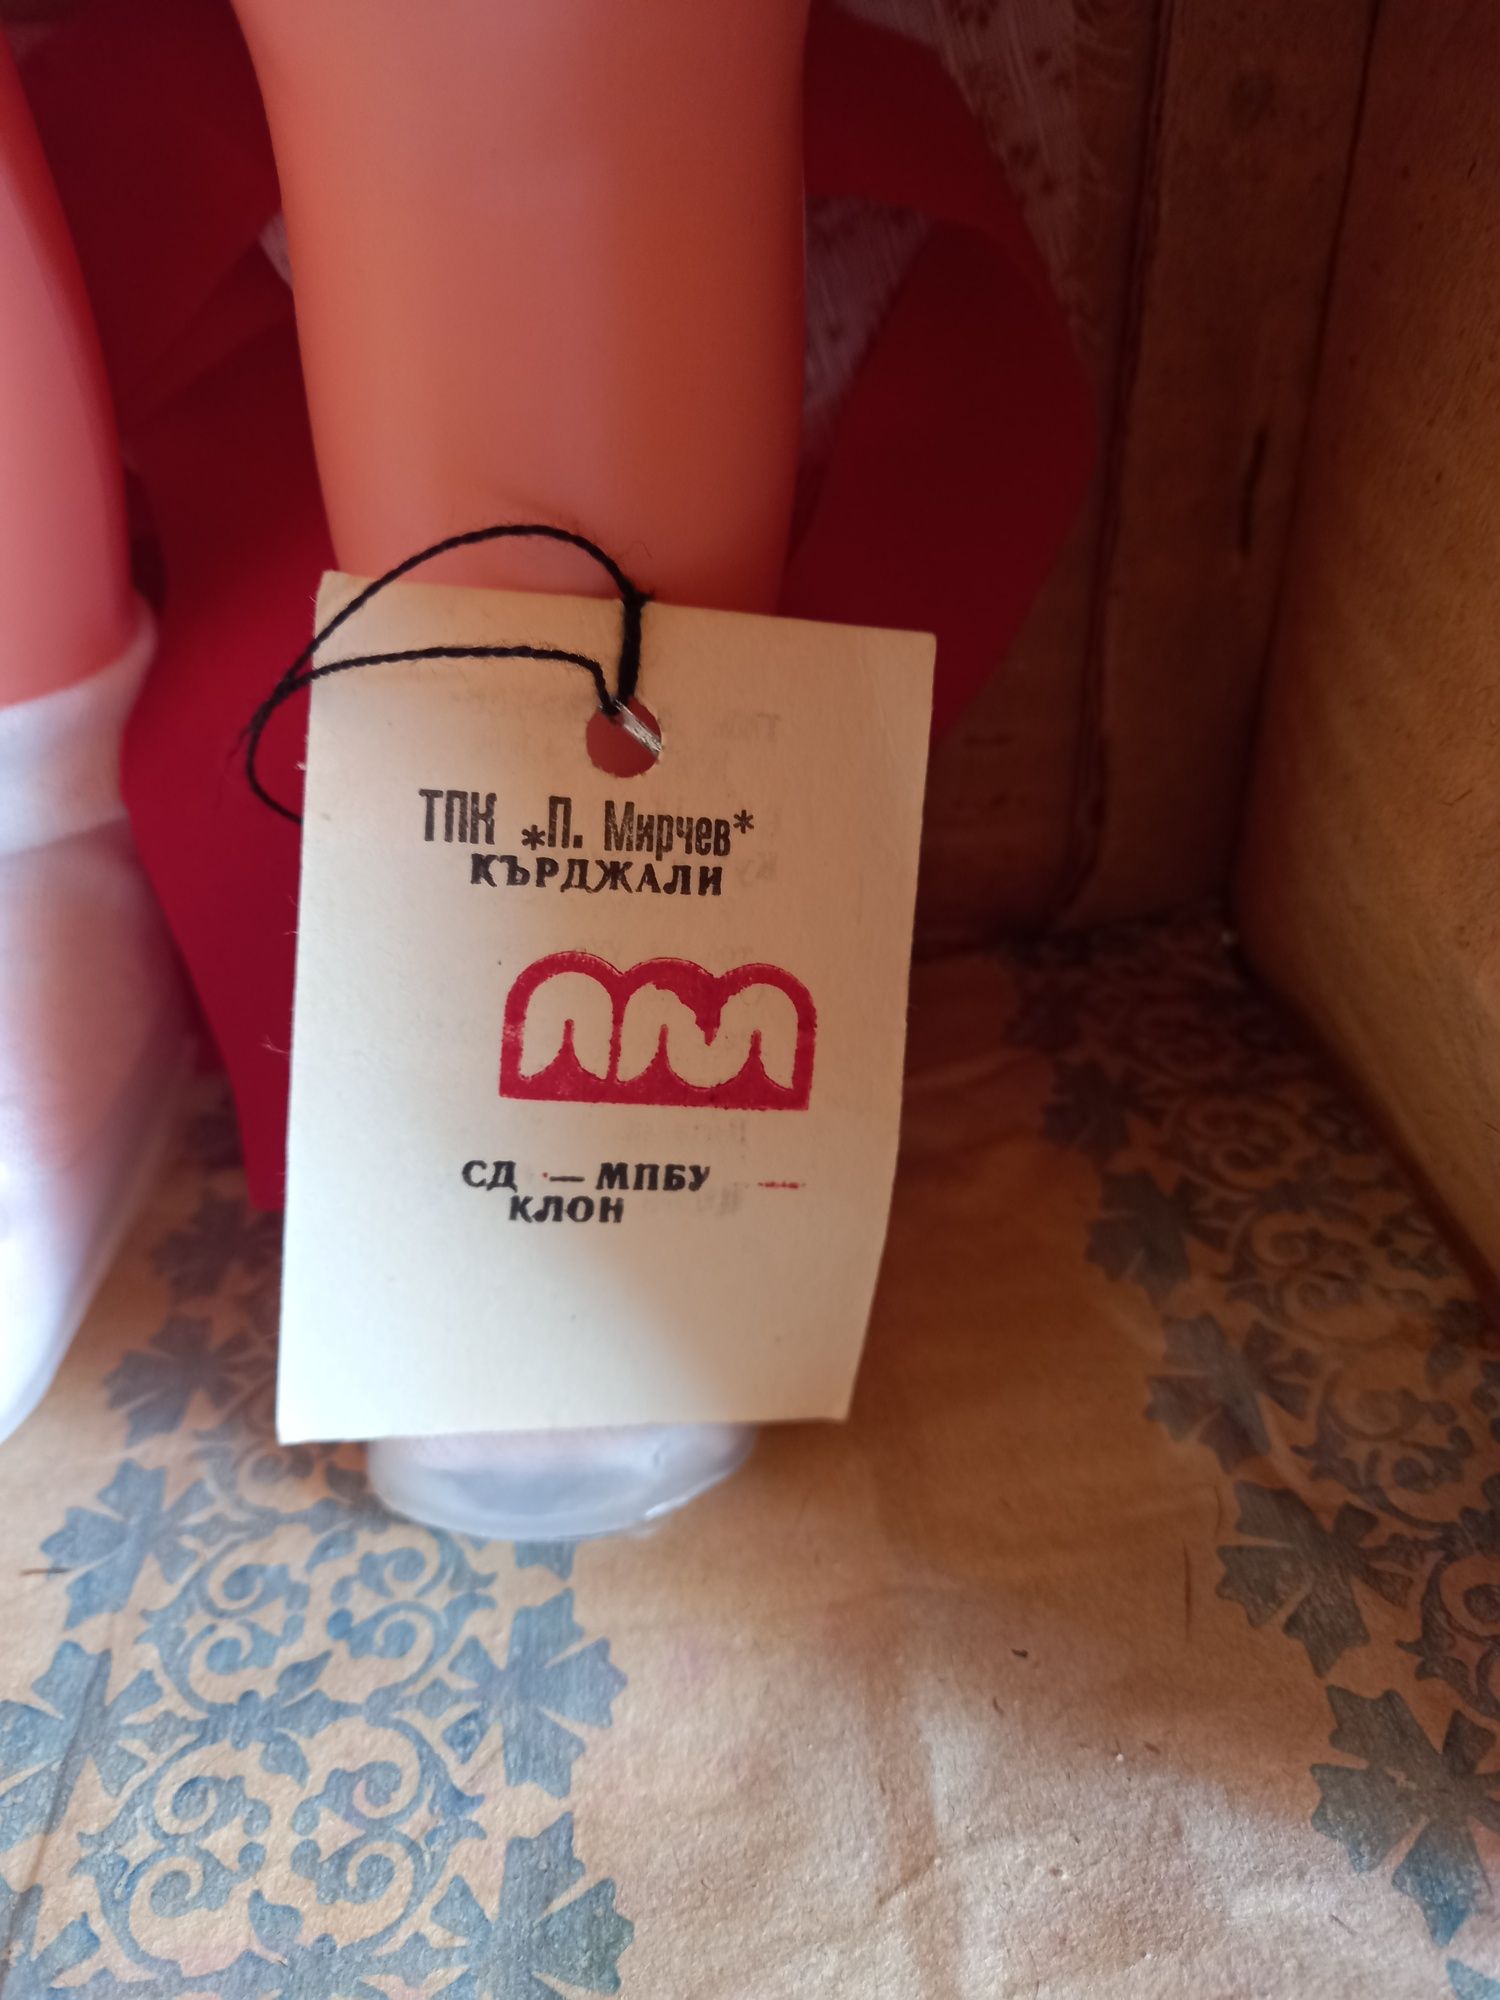 ТПК „П. Мирчев“
КЪРДЖАЛИ
ПМ
СД — МПБУ —
КЛОН